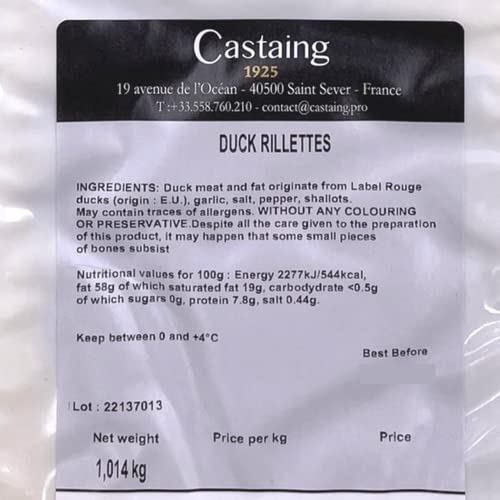 Castaing
1925
19 avenue de l'Océan - 40500 Saint Sever - France
T :+33.558.760.210 - contact@castaing.pro
DUCK RILLETTES
INGREDIENTS: Duck meat and fat originate from Label Rouge
ducks (origin : E.U.), garlic, salt, pepper, shallots.
May contain traces of allergens. WITHOUT ANY COLOURING
OR PRESERVATIVE.Despite all the care given to the preparation
of this product, it may happen that some small pieces
of bones subsist
Nutritional values for 100g : Energy 2277kJ/544kcal,
fat 58g of which saturated fat 19g, carbodydrate <0.5g
of which sugars 0g, protein 7.8g, salt 0.44g.
Keep between 0 and +4°C
Best Before
Lot : 22137013
Net weight Price per kg Price
1,014 kg